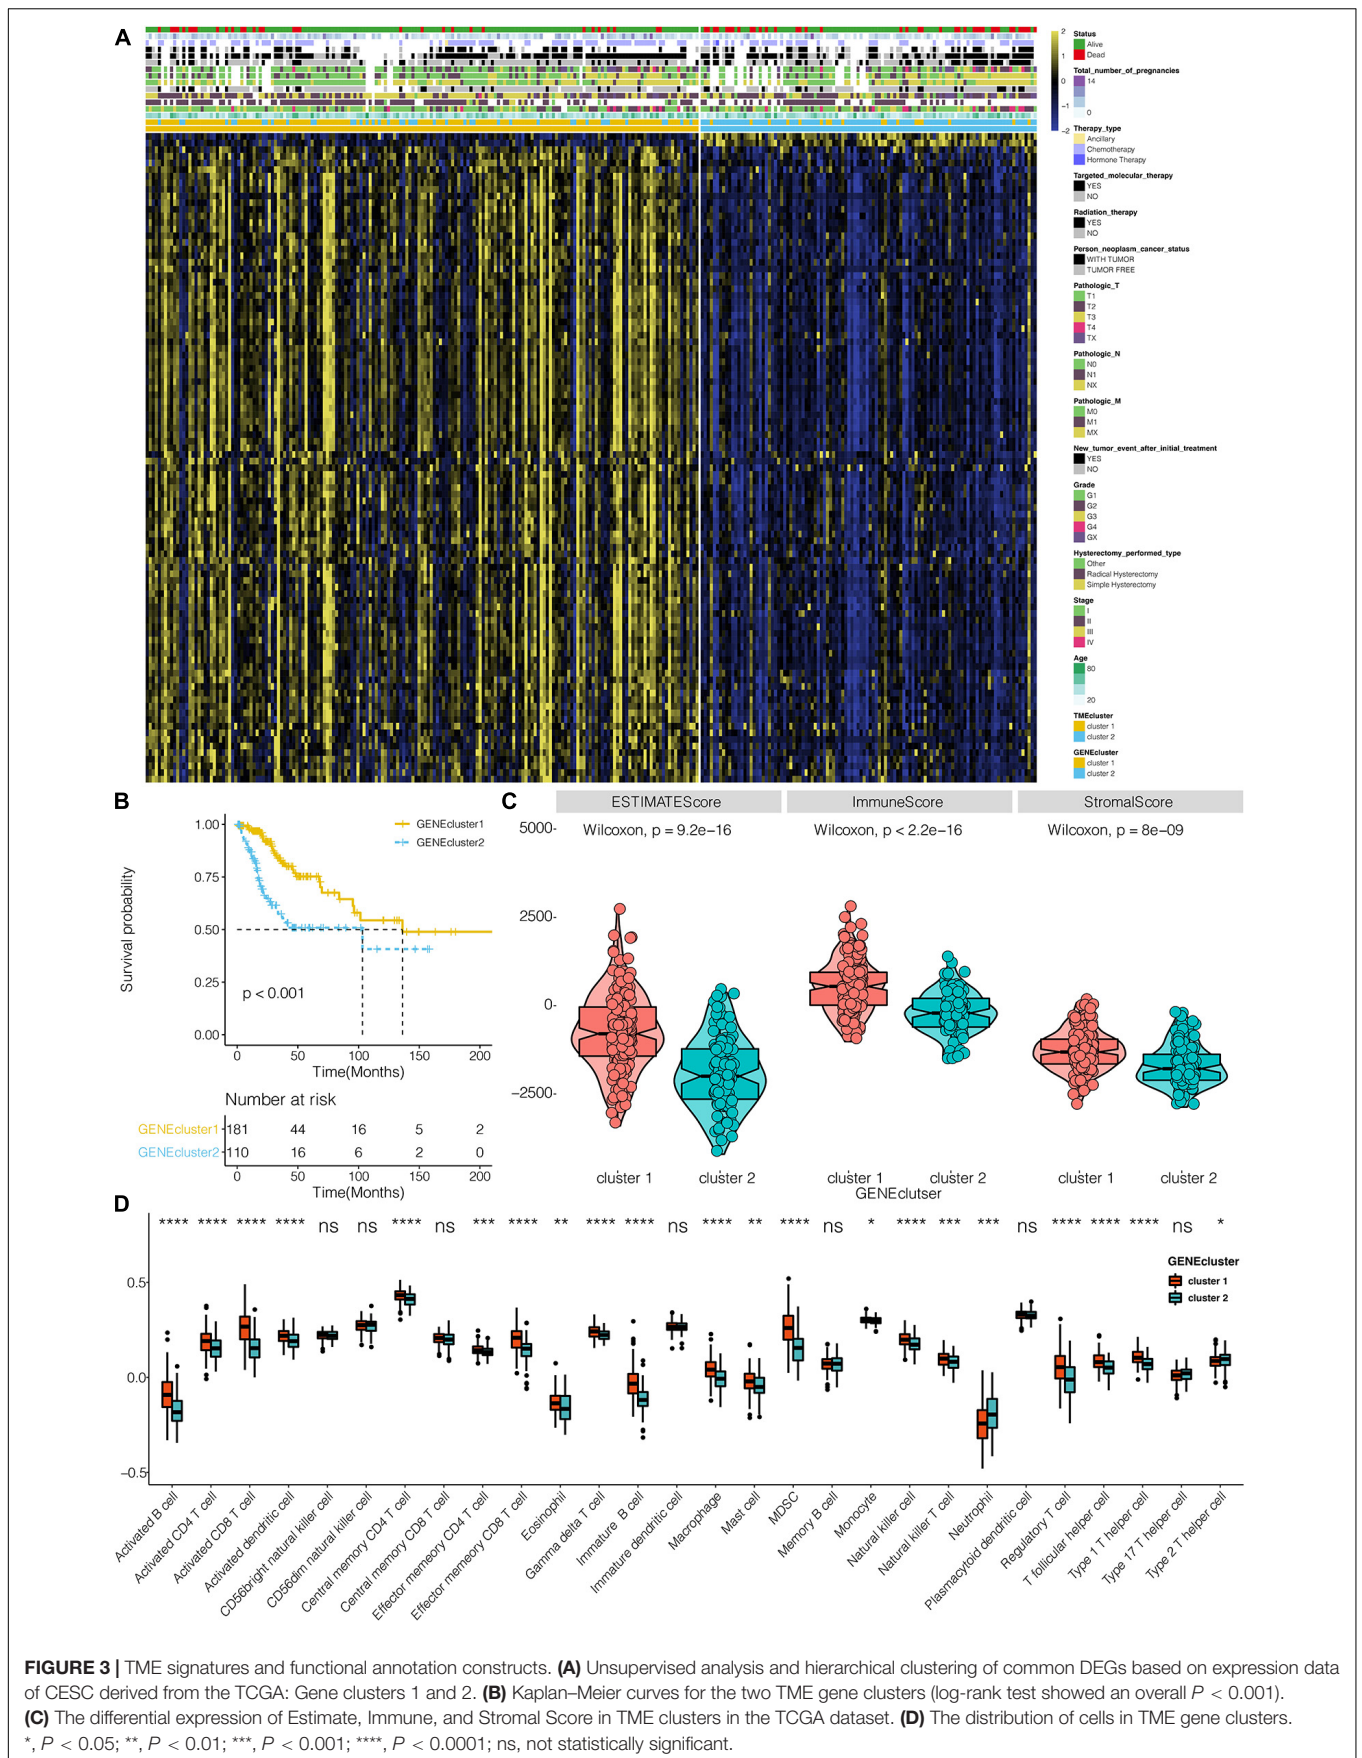 A
2
1
0
−1
−2
Status
Alive
Dead
Total_number_of_pregnancies
14
0
Therapy_type
Ancillary
Chemotherapy
Hormone Therapy
Targeted_molecular_therapy
YES
NO
Radiation_therapy
YES
NO
Person_neoplasm_cancer_status
WITH TUMOR
TUMOR FREE
Pathologic_T
T1
T2
T3
T4
TX
Pathologic_N
N0
N1
NX
Pathologic_M
M0
M1
MX
New_tumor_event_after_initial_treatment
YES
NO
Grade
G1
G2
G3
G4
GX
Hysterectomy_performed_type
Other
Radical Hysterectomy
Simple Hysterectomy
Stage
I
II
III
IV
Age
80
20
TMEcluster
cluster 1
cluster 2
GENEcluster
cluster 1
cluster 2
B
Survival probability
1.00
0.75
0.50
0.25
0.00
GENEcluster1
GENEcluster2
p < 0.001
0 50 100 150 200
Time(Months)
Number at risk
GENEcluster1 181 44 16 5 2
GENEcluster2 110 16 6 2 0
0 50 100 150 200
Time(Months)
C
ESTIMATEScore ImmuneScore StromalScore
Wilcoxon, p = 9.2e−16 Wilcoxon, p < 2.2e−16 Wilcoxon, p = 8e−09
5000
2500
0
−2500
cluster 1 cluster 2 cluster 1 cluster 2 cluster 1 cluster 2
GENEclutser
D
**** **** **** **** ns ns **** ns *** **** ** **** **** ns **** ** **** ns * **** *** *** ns **** **** **** ns *
GENEcluster
cluster 1
cluster 2
0.5
0.0
−0.5
Activated B cell
Activated CD4 T cell
Activated CD8 T cell
Activated dendritic cell
CD56bright natural killer cell
CD56dim natural killer cell
Central memory CD4 T cell
Central memory CD8 T cell
Effector memeory CD4 T cell
Effector memeory CD8 T cell
Eosinophil
Gamma delta T cell
Immature B cell
Immature dendritic cell
Macrophage
Mast cell
MDSC
Memory B cell
Monocyte
Natural killer cell
Natural killer T cell
Neutrophil
Plasmacytoid dendritic cell
Regulatory T cell
T follicular helper cell
Type 1 T helper cell
Type 17 T helper cell
Type 2 T helper cell
FIGURE 3 | TME signatures and functional annotation constructs. (A) Unsupervised analysis and hierarchical clustering of common DEGs based on expression data
of CESC derived from the TCGA: Gene clusters 1 and 2. (B) Kaplan–Meier curves for the two TME gene clusters (log-rank test showed an overall P < 0.001).
(C) The differential expression of Estimate, Immune, and Stromal Score in TME clusters in the TCGA dataset. (D) The distribution of cells in TME gene clusters.
*, P < 0.05; **, P < 0.01; ***, P < 0.001; ****, P < 0.0001; ns, not statistically significant.